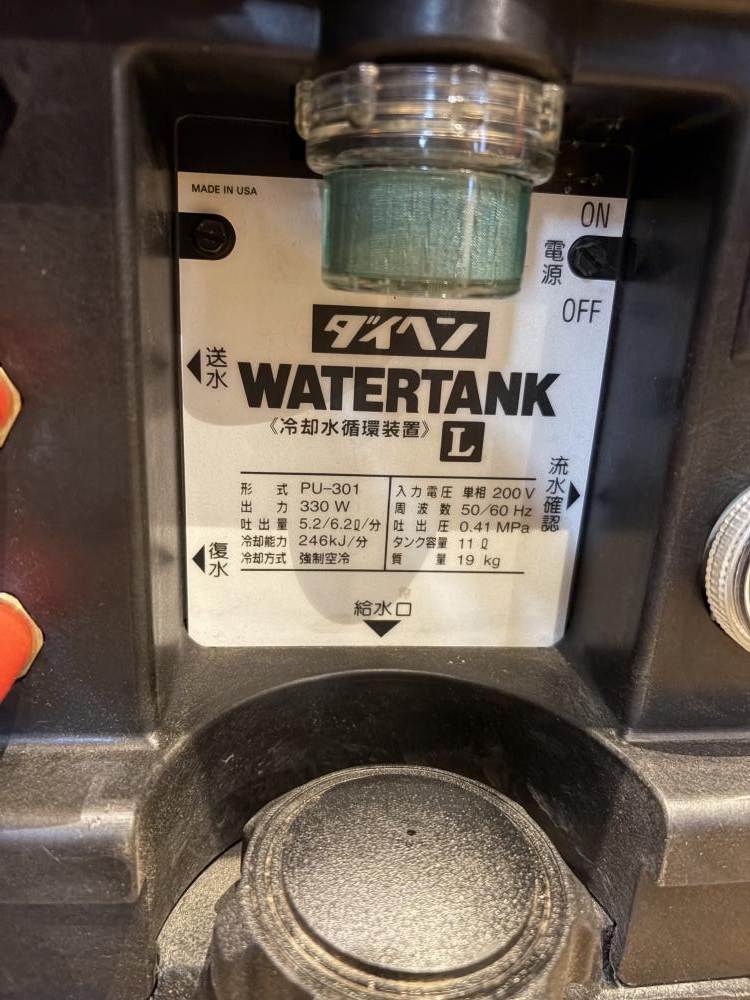 MADE IN USA
ON
電源
OFF
ダイヘン
送水
WATERTANK
《冷却水循環装置》 L
流水確認
形式 PU-301 入力電圧 単相 200V
出力 330 W 周波数 50/60 Hz
吐出量 5.2/6.2ℓ/分 吐出圧 0.41 MPa
冷却能力 246kJ/分 タンク容量 11 ℓ
冷却方式 強制空冷 質量 19 kg
復水
給水口